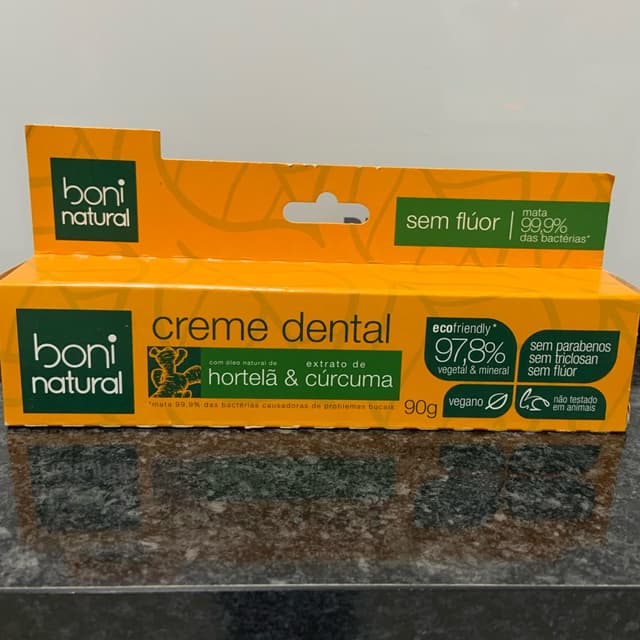 boni
natural
sem flúor
mata
99,9%
das bactérias*
boni
natural
creme dental
com óleo natural de
extrato de
hortelã & cúrcuma
*mata 99,9% das bactérias causadoras de problemas bucais
90g
ecofriendly*
97,8%
vegetal & mineral
sem parabenos
sem triclosan
sem flúor
vegano
não testado
em animais